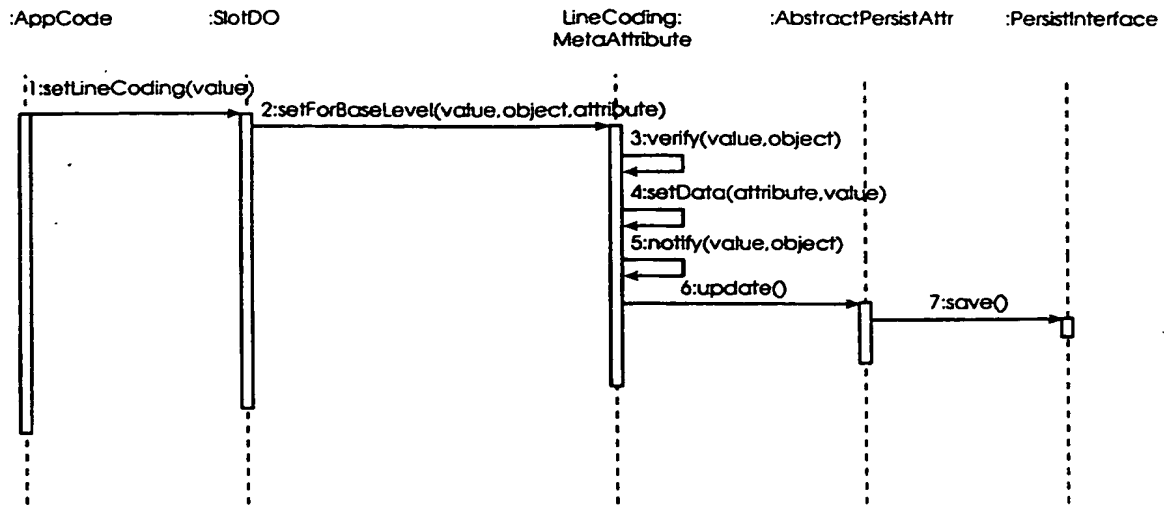 :AppCode
:SlotDO
LineCoding:
MetaAttribute
:AbstractPersistAttr
:PersistInterface
1:setLineCoding(value)
2:setForBaseLevel(value,object,attribute)
3:verify(value,object)
4:setData(attribute,value)
5:notify(value,object)
6:update()
7:save()